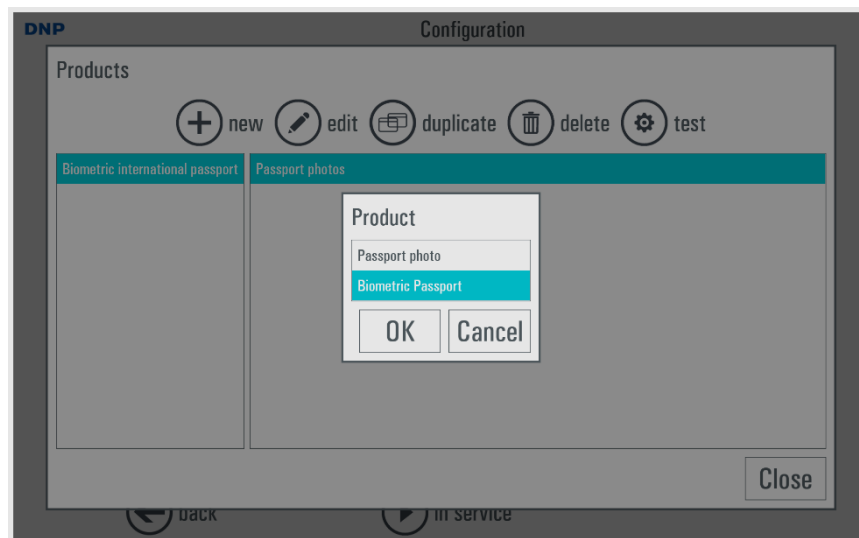 DNP
Configuration
Products
new edit duplicate delete test
Biometric international passport
Passport photos
Product
Passport photo
Biometric Passport
OK Cancel
Close
back
in service